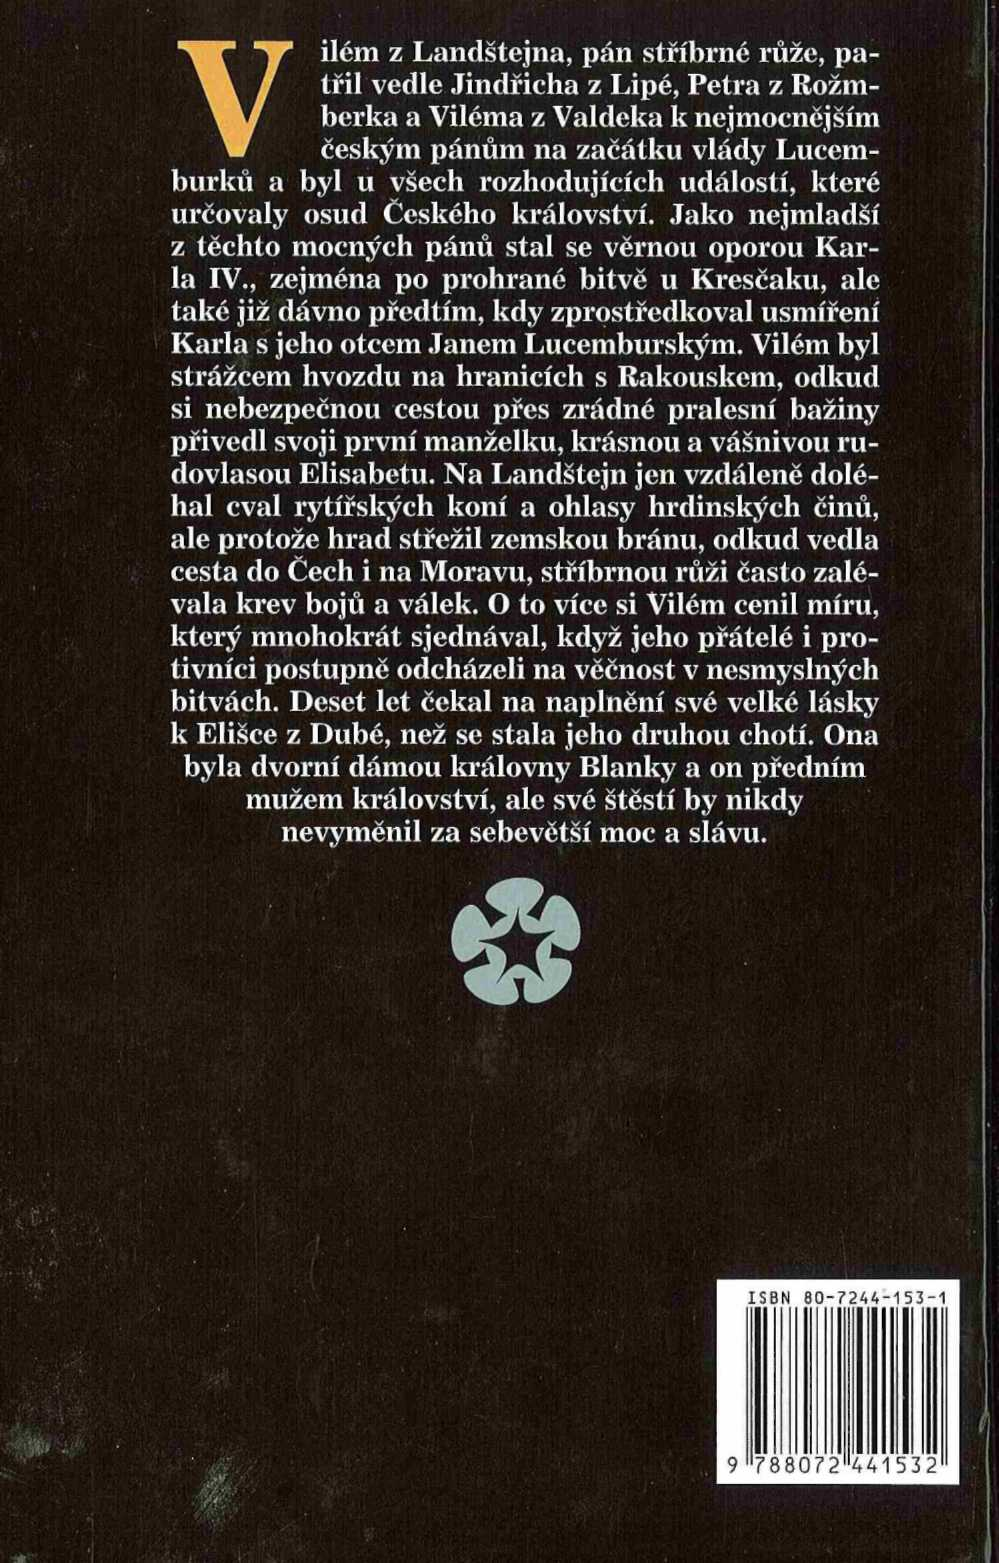 Vilém z Landštejna, pán stříbrné růže, pa-
třil vedle Jindřicha z Lipé, Petra z Rožm-
berka a Viléma z Valdeka k nejmocnějším
českým pánům na začátku vlády Lucem-
burků a byl u všech rozhodujících událostí, které
určovaly osud Českého království. Jako nejmladší
z těchto mocných pánů stal se věrnou oporou Kar-
la IV., zejména po prohrané bitvě u Kresčaku, ale
také již dávno předtím, kdy zprostředkoval usmíření
Karla s jeho otcem Janem Lucemburským. Vilém byl
strážcem hvozdu na hranicích s Rakouskem, odkud
si nebezpečnou cestou přes zrádné pralesní bažiny
přivedl svoji první manželku, krásnou a vášnivou ru-
dovlasou Elisabetu. Na Landštejn jen vzdáleně dolé-
hal cval rytířských koní a ohlasy hrdinských činů,
ale protože hrad střežil zemskou bránu, odkud vedla
cesta do Čech i na Moravu, stříbrnou růži často zalé-
vala krev bojů a válek. O to více si Vilém cenil míru,
který mnohokrát sjednával, když jeho přátelé i pro-
tivníci postupně odcházeli na věčnost v nesmyslných
bitvách. Deset let čekal na naplnění své velké lásky
k Elišce z Dubé, než se stala jeho druhou chotí. Ona
byla dvorní dámou královny Blanky a on předním
mužem království, ale své štěstí by nikdy
nevyměnil za sebevětší moc a slávu.
ISBN 80-7244-153-1
9 788072 441532